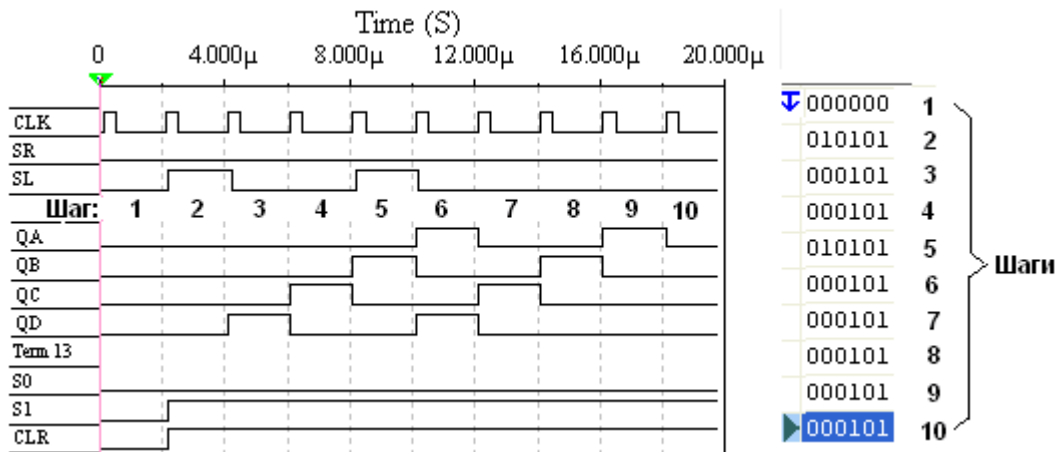 Time (S)
0 4.000µ 8.000µ 12.000µ 16.000µ 20.000µ
CLK
SR
SL
Шаг: 1 2 3 4 5 6 7 8 9 10
QA
QB
QC
QD
Term 13
S0
S1
CLR
000000 1
010101 2
000101 3
000101 4
010101 5
000101 6
000101 7
000101 8
000101 9
000101 10
Шаги